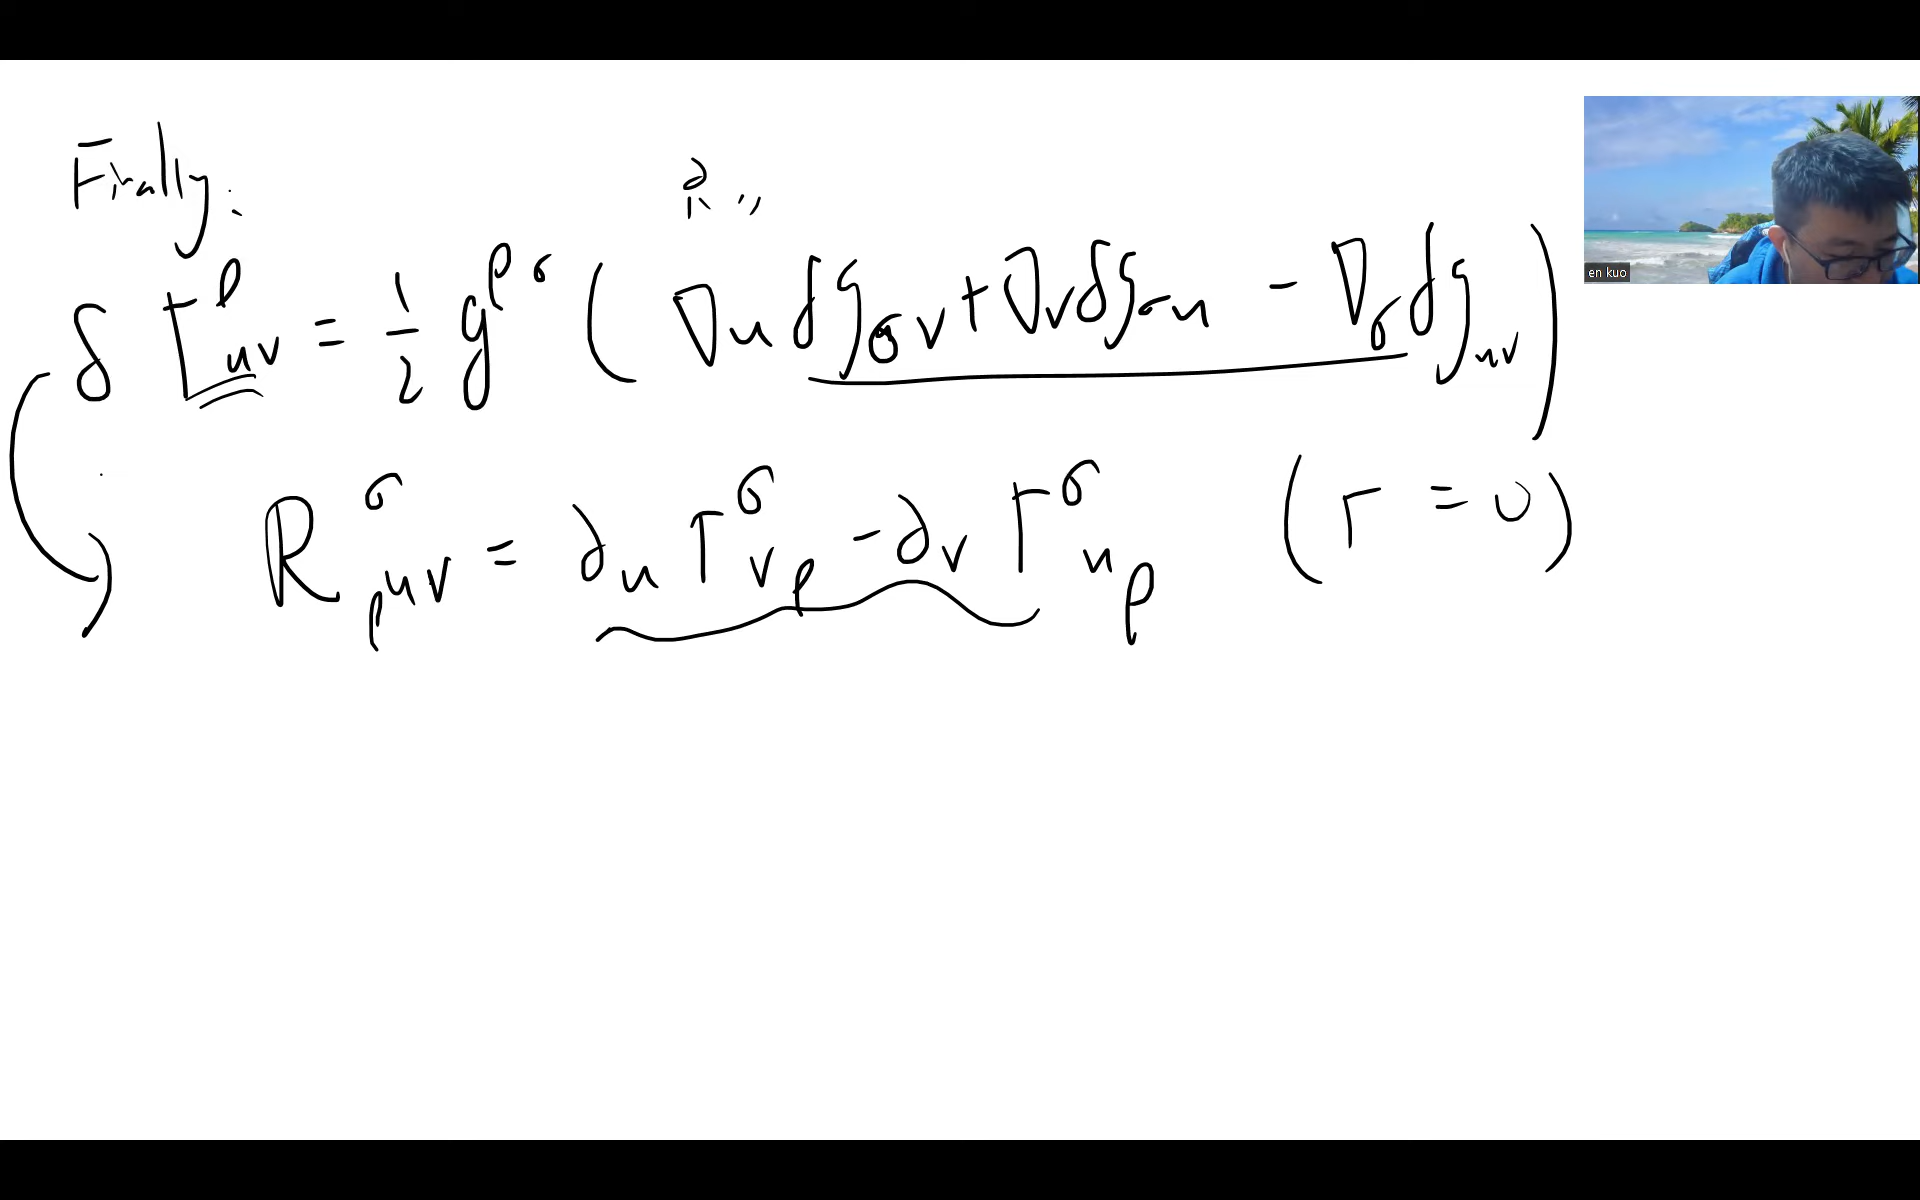 Finally:
∂
δ Γ^ρ_{μν} = 1/2 g^{ρσ} ( ∇_μ δg_{σν} + ∇_ν δg_{σμ} - ∇_σ δg_{μν} )
R^σ_{ρμν} = ∂_μ Γ^σ_{νρ} - ∂_ν Γ^σ_{μρ} (Γ = 0)
en kuo